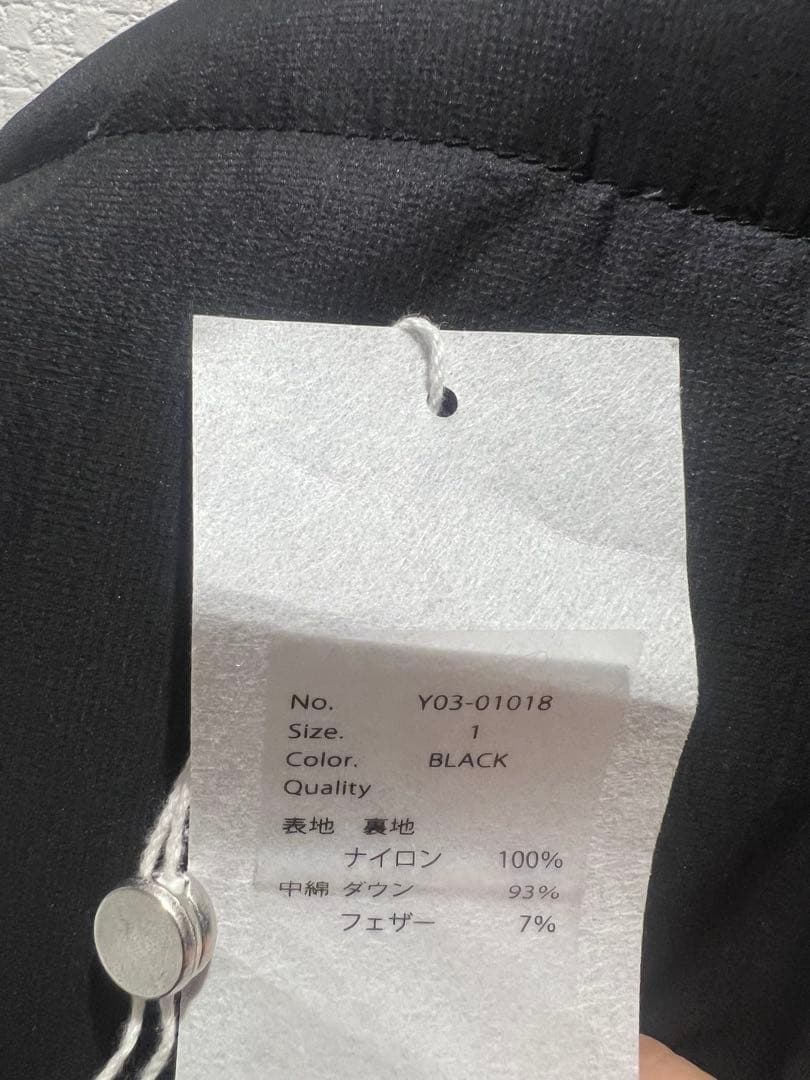 No. Y03-01018
Size. 1
Color. BLACK
Quality
表地 裏地
ナイロン 100%
中綿 ダウン 93%
フェザー 7%